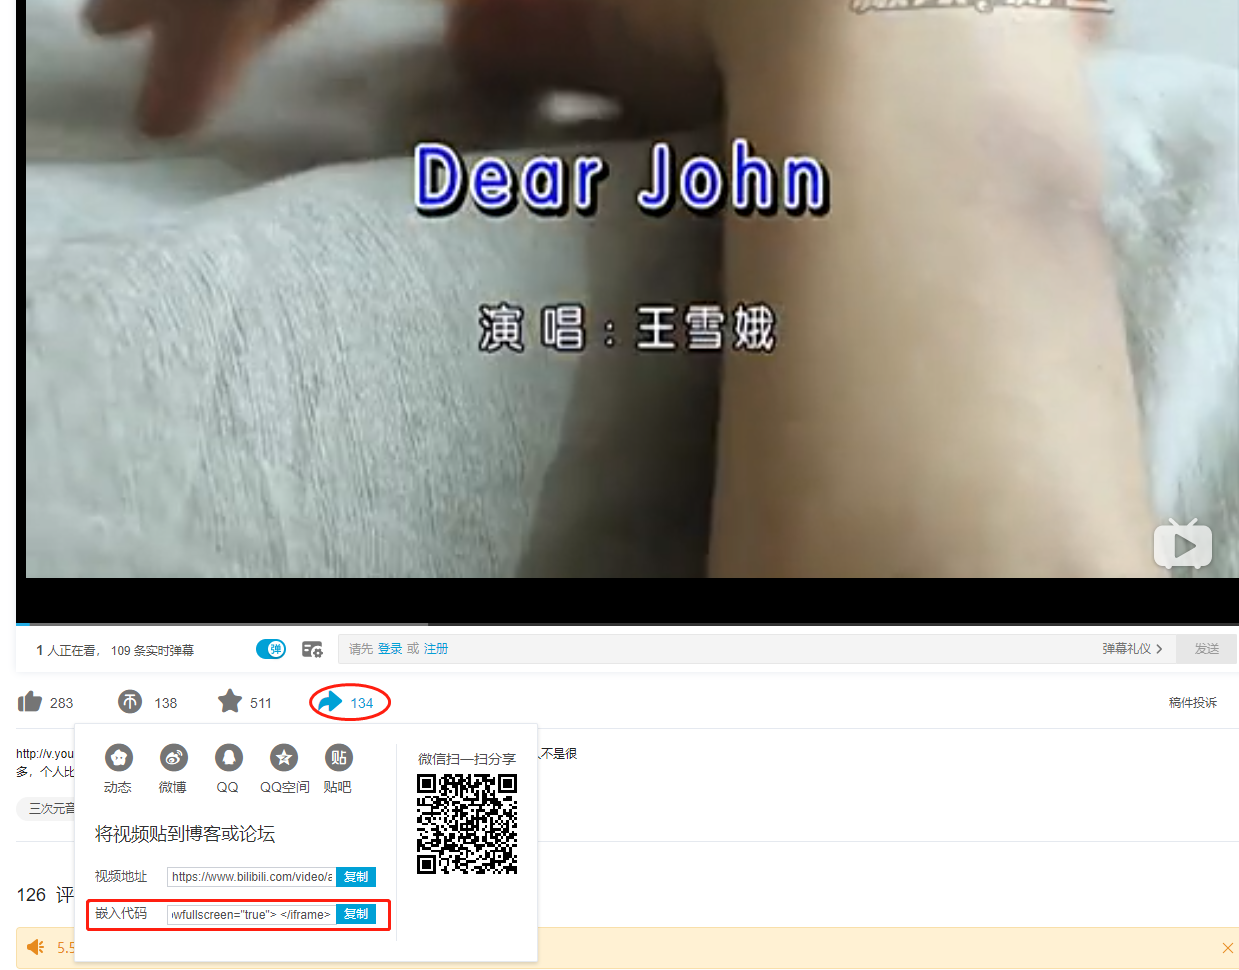 Dear John
演唱：王雪娥
1 人正在看， 109 条实时弹幕
弹
请先 登录 或 注册
弹幕礼仪
发送
283
138
511
134
稿件投诉
http://v.you
不是很
多，个人比
三次元音
动态
微博
QQ
QQ空间
贴
贴吧
微信扫一扫分享
将视频贴到博客或论坛
视频地址 https://www.bilibili.com/video/a 复制
嵌入代码 wfullscreen="true"> </iframe> 复制
126 评
5.5